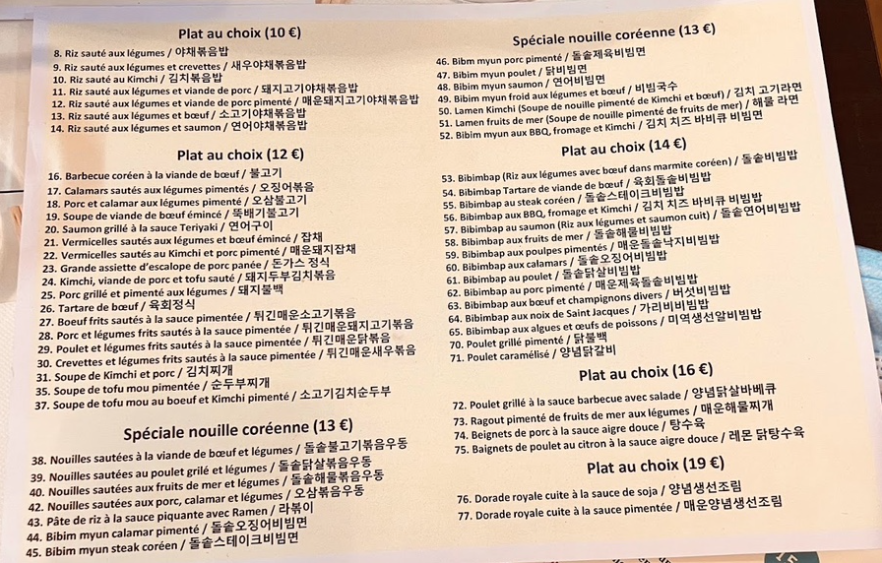 Plat au choix (10 €)
8. Riz sauté aux légumes / 야채볶음밥
9. Riz sauté aux légumes et crevettes / 새우야채볶음밥
10. Riz sauté au Kimchi / 김치볶음밥
11. Riz sauté aux légumes et viande de porc / 돼지고기야채볶음밥
12. Riz sauté aux légumes et viande de porc pimenté / 매운돼지고기야채볶음밥
13. Riz sauté aux légumes et bœuf / 소고기야채볶음밥
14. Riz sauté aux légumes et saumon / 연어야채볶음밥
Plat au choix (12 €)
16. Barbecue coréen à la viande de bœuf / 불고기
17. Calamars sautés aux légumes pimentés / 오징어볶음
18. Porc et calamar aux légumes pimentés / 오삼불고기
19. Soupe de viande de bœuf émincé / 뚝배기불고기
20. Saumon grillé à la sauce Teriyaki / 연어구이
21. Vermicelles sautés aux légumes et bœuf émincé / 잡채
22. Vermicelles sautés au Kimchi et porc pimenté / 매운돼지잡채
23. Grande assiette d'escalope de porc panée / 돈가스 정식
24. Kimchi, viande de porc et tofu sauté / 돼지두부김치볶음
25. Porc grillé et pimenté aux légumes / 돼지불백
26. Tartare de bœuf / 육회정식
27. Boeuf frits sautés à la sauce pimentée / 튀긴매운소고기볶음
28. Porc et légumes frits sautés à la sauce pimentée / 튀긴매운돼지고기볶음
29. Poulet et légumes frits sautés à la sauce pimentée / 튀긴매운닭볶음
30. Crevettes et légumes frits sautés à la sauce pimentée / 튀긴매운새우볶음
31. Soupe de Kimchi et porc / 김치찌개
35. Soupe de tofu mou pimentée / 순두부찌개
37. Soupe de tofu mou au boeuf et Kimchi pimenté / 소고기김치순두부
Spéciale nouille coréenne (13 €)
38. Nouilles sautées à la viande de bœuf et légumes / 돌솥불고기볶음우동
39. Nouilles sautées au poulet grilé et légumes / 돌솥닭살볶음우동
40. Nouilles sautées aux fruits de mer et légumes / 돌솥해물볶음우동
42. Nouilles sautées aux porc, calamar et légumes / 오삼볶음우동
43. Pâte de riz à la sauce piquante avec Ramen / 라볶이
44. Bibim myun calamar pimenté / 돌솥오징어비빔면
45. Bibim myun steak coréen / 돌솥스테이크비빔면
Spéciale nouille coréenne (13 €)
46. Bibm myun porc pimenté / 돌솥제육비빔면
47. Bibim myun poulet / 닭비빔면
48. Bibim myun saumon / 연어비빔면
49. Bibim myun froid aux légumes et bœuf / 비빔국수
50. Lamen Kimchi (Soupe de nouille pimenté de Kimchi et bœuf) / 김치 고기라면
51. Lamen fruits de mer (Soupe de nouille pimenté de fruits de mer) / 해물 라면
52. Bibim myun aux BBQ, fromage et Kimchi / 김치 치즈 바비큐 비빔면
Plat au choix (14 €)
53. Bibimbap (Riz aux légumes avec bœuf dans marmite coréen) / 돌솥비빔밥
54. Bibimbap Tartare de viande de bœuf / 육회돌솥비빔밥
55. Bibimbap au steak coréen / 돌솥스테이크비빔밥
56. Bibimbap aux BBQ, fromage et Kimchi / 김치 치즈 바비큐 비빔밥
57. Bibimbap au saumon (Riz aux légumes et saumon cuit) / 돌솥연어비빔밥
58. Bibimbap aux fruits de mer / 돌솥해물비빔밥
59. Bibimbap aux poulpes pimentés / 매운돌솥낙지비빔밥
60. Bibimbap aux calamars / 돌솥오징어비빔밥
61. Bibimbap au poulet / 돌솥닭살비빔밥
62. Bibimbap au porc pimenté / 매운제육돌솥비빔밥
63. Bibimbap aux bœuf et champignons divers / 버섯비빔밥
64. Bibimbap aux noix de Saint Jacques / 가리비비빔밥
65. Bibimbap aux algues et œufs de poissons / 미역생선알비빔밥
70. Poulet grillé pimenté / 닭불백
71. Poulet caramélisé / 양념닭갈비
Plat au choix (16 €)
72. Poulet grillé à la sauce barbecue avec salade / 양념닭살바베큐
73. Ragout pimenté de fruits de mer aux légumes / 매운해물찌개
74. Beignets de porc à la sauce aigre douce / 탕수육
75. Baignets de poulet au citron à la sauce aigre douce / 레몬 닭탕수육
Plat au choix (19 €)
76. Dorade royale cuite à la sauce de soja / 양념생선조림
77. Dorade royale cuite à la sauce pimentée / 매운양념생선조림